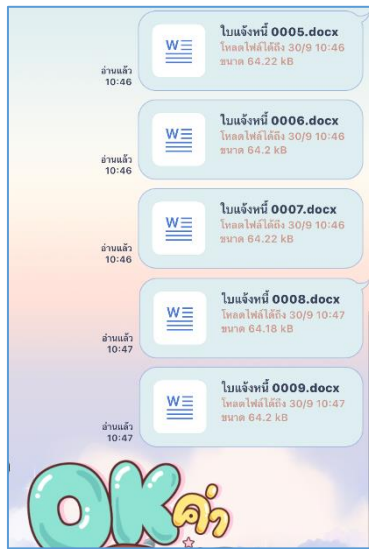 ใบแจ้งหนี้ 0005.docx
โหลดไฟล์ได้ถึง 30/9 10:46
ขนาด 64.22 kB
อ่านแล้ว
10:46
ใบแจ้งหนี้ 0006.docx
โหลดไฟล์ได้ถึง 30/9 10:46
ขนาด 64.2 kB
อ่านแล้ว
10:46
ใบแจ้งหนี้ 0007.docx
โหลดไฟล์ได้ถึง 30/9 10:46
ขนาด 64.22 kB
อ่านแล้ว
10:46
ใบแจ้งหนี้ 0008.docx
โหลดไฟล์ได้ถึง 30/9 10:47
ขนาด 64.18 kB
อ่านแล้ว
10:47
ใบแจ้งหนี้ 0009.docx
โหลดไฟล์ได้ถึง 30/9 10:47
ขนาด 64.2 kB
อ่านแล้ว
10:47
OKค่า